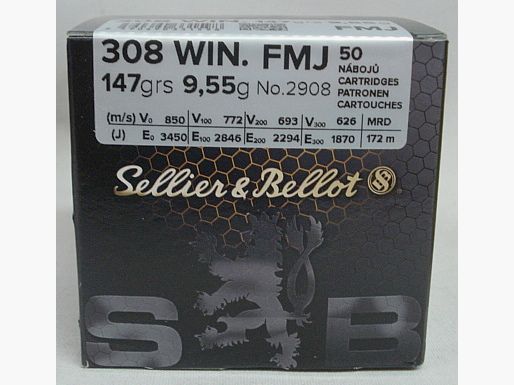 FMJ
308 WIN. FMJ 50
147grs 9,55g No.2908
NÁBOJŮ
CARTRIDGES
PATRONEN
CARTOUCHES
(m/s) V0 850 V100 772 V200 693 V300 626 MRD
(J) E0 3450 E100 2846 E200 2294 E300 1870 172 m
Sellier & Bellot
S B